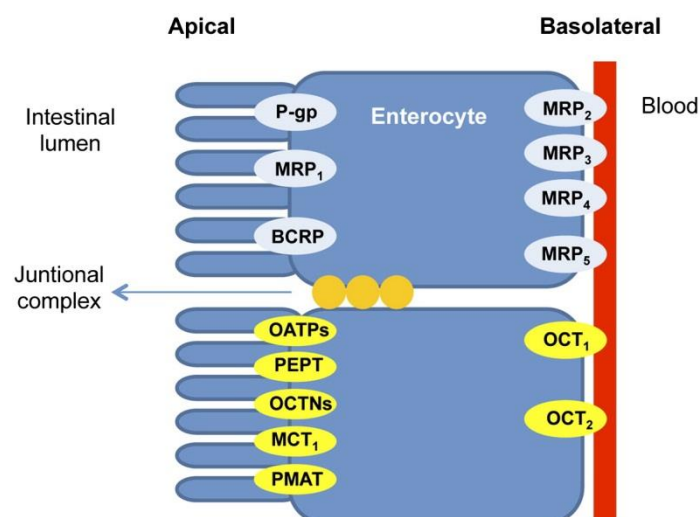 Apical
Basolateral
Intestinal
lumen
P-gp
Enterocyte
MRP2
Blood
MRP1
MRP3
MRP4
BCRP
MRP5
Juntional
complex
OATPs
OCT1
PEPT
OCTNs
OCT2
MCT1
PMAT